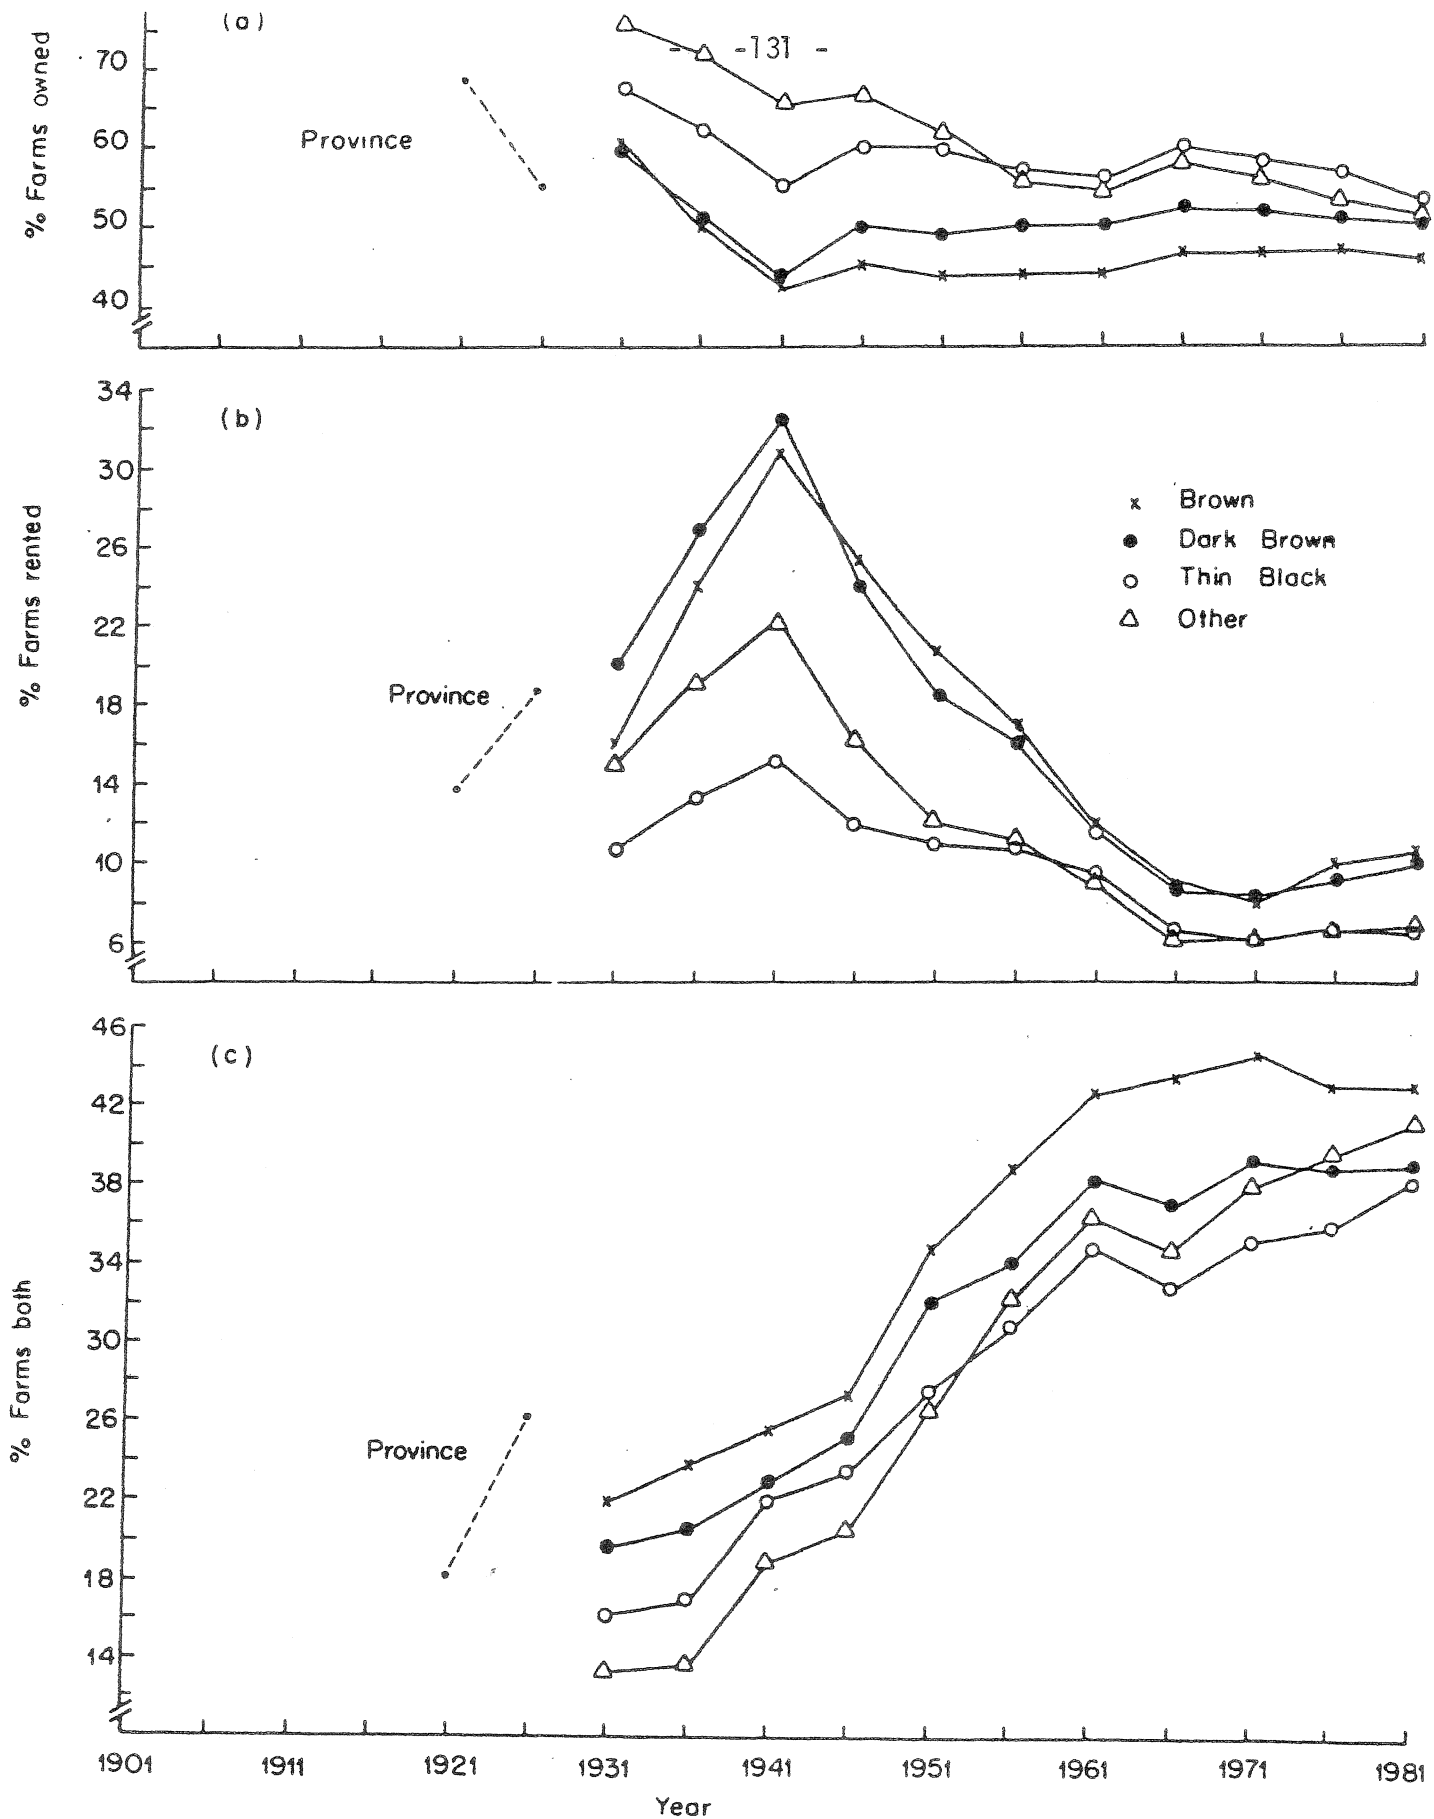 (a)
- -131 -
70
60
50
40
% Farms owned
Province
34
30
26
22
18
14
10
6
(b)
% Farms rented
Province
x Brown
● Dark Brown
○ Thin Black
△ Other
46
42
38
34
30
26
22
18
14
(c)
% Farms both
Province
1901 1911 1921 1931 1941 1951 1961 1971 1981
Year